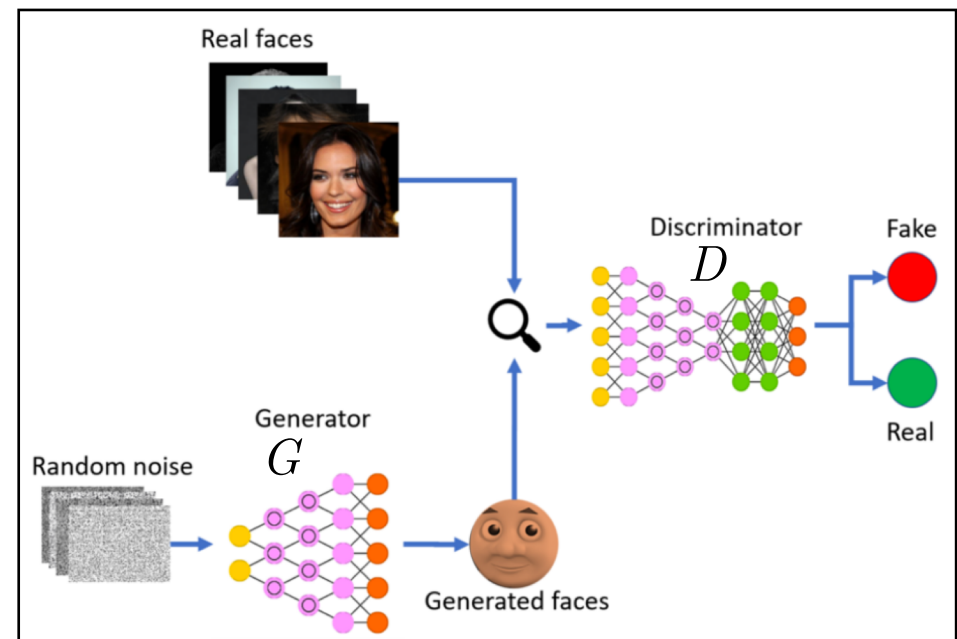 Real faces
Discriminator
D
Fake
Real
Generator
G
Random noise
Generated faces